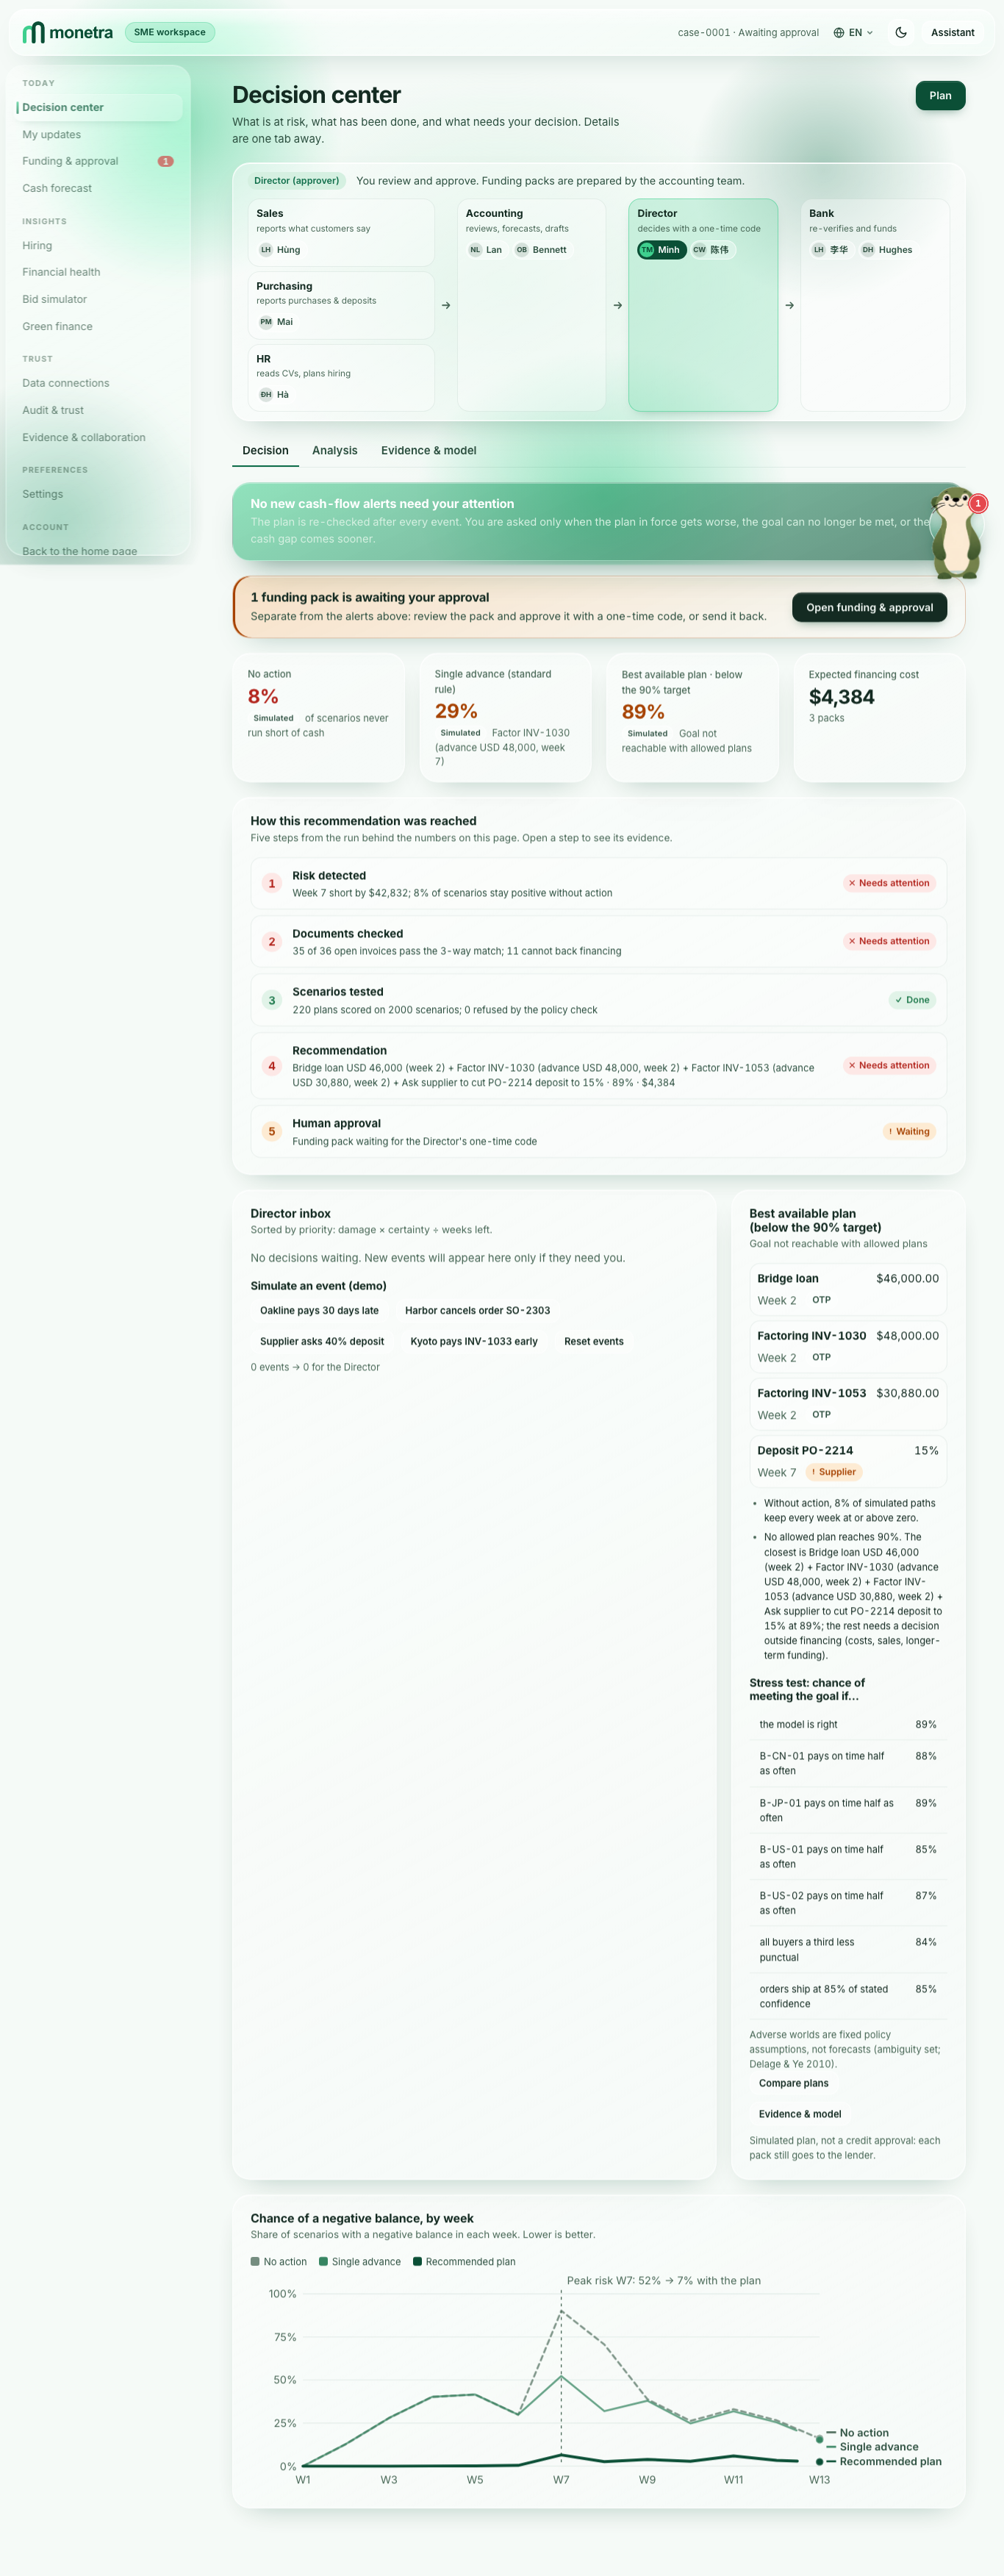 monetra
SME workspace
case-0001 · Awaiting approval
EN
Assistant
TODAY
Decision center
My updates
Funding & approval
1
Cash forecast
INSIGHTS
Hiring
Financial health
Bid simulator
Green finance
TRUST
Data connections
Audit & trust
Evidence & collaboration
PREFERENCES
Settings
ACCOUNT
Back to the home page
Decision center
What is at risk, what has been done, and what needs your decision. Details
are one tab away.
Plan
Director (approver)
You review and approve. Funding packs are prepared by the accounting team.
Sales
reports what customers say
LH Hùng
Purchasing
reports purchases & deposits
PM Mai
HR
reads CVs, plans hiring
ĐH Hà
→
Accounting
reviews, forecasts, drafts
NL Lan
OB Bennett
→
Director
decides with a one-time code
TM Minh
CW 陈伟
→
Bank
re-verifies and funds
LH 李华
DH Hughes
Decision
Analysis
Evidence & model
No new cash-flow alerts need your attention
The plan is re-checked after every event. You are asked only when the plan in force gets worse, the goal can no longer be met, or the
cash gap comes sooner.
1
1 funding pack is awaiting your approval
Separate from the alerts above: review the pack and approve it with a one-time code, or send it back.
Open funding & approval
No action
8%
Simulated of scenarios never
run short of cash
Single advance (standard
rule)
29%
Simulated Factor INV-1030
(advance USD 48,000, week
7)
Best available plan · below
the 90% target
89%
Simulated Goal not
reachable with allowed plans
Expected financing cost
$4,384
3 packs
How this recommendation was reached
Five steps from the run behind the numbers on this page. Open a step to see its evidence.
1
Risk detected
Week 7 short by $42,832; 8% of scenarios stay positive without action
× Needs attention
2
Documents checked
35 of 36 open invoices pass the 3-way match; 11 cannot back financing
× Needs attention
3
Scenarios tested
220 plans scored on 2000 scenarios; 0 refused by the policy check
✓ Done
4
Recommendation
Bridge loan USD 46,000 (week 2) + Factor INV-1030 (advance USD 48,000, week 2) + Factor INV-1053 (advance
USD 30,880, week 2) + Ask supplier to cut PO-2214 deposit to 15% · 89% · $4,384
× Needs attention
5
Human approval
Funding pack waiting for the Director's one-time code
! Waiting
Director inbox
Sorted by priority: damage × certainty ÷ weeks left.
No decisions waiting. New events will appear here only if they need you.
Simulate an event (demo)
Oakline pays 30 days late
Harbor cancels order SO-2303
Supplier asks 40% deposit
Kyoto pays INV-1033 early
Reset events
0 events → 0 for the Director
Best available plan
(below the 90% target)
Goal not reachable with allowed plans
Bridge loan $46,000.00
Week 2 OTP
Factoring INV-1030 $48,000.00
Week 2 OTP
Factoring INV-1053 $30,880.00
Week 2 OTP
Deposit PO-2214 15%
Week 7 ! Supplier
• Without action, 8% of simulated paths
keep every week at or above zero.
• No allowed plan reaches 90%. The
closest is Bridge loan USD 46,000
(week 2) + Factor INV-1030 (advance
USD 48,000, week 2) + Factor INV-
1053 (advance USD 30,880, week 2) +
Ask supplier to cut PO-2214 deposit to
15% at 89%; the rest needs a decision
outside financing (costs, sales, longer-
term funding).
Stress test: chance of
meeting the goal if…
the model is right 89%
B-CN-01 pays on time half 88%
as often
B-JP-01 pays on time half as 89%
often
B-US-01 pays on time half 85%
as often
B-US-02 pays on time half 87%
as often
all buyers a third less 84%
punctual
orders ship at 85% of stated 85%
confidence
Adverse worlds are fixed policy
assumptions, not forecasts (ambiguity set;
Delage & Ye 2010).
Compare plans
Evidence & model
Simulated plan, not a credit approval: each
pack still goes to the lender.
Chance of a negative balance, by week
Share of scenarios with a negative balance in each week. Lower is better.
No action
Single advance
Recommended plan
Peak risk W7: 52% → 7% with the plan
100%
75%
50%
25%
0%
No action
Single advance
Recommended plan
W1
W3
W5
W7
W9
W11
W13